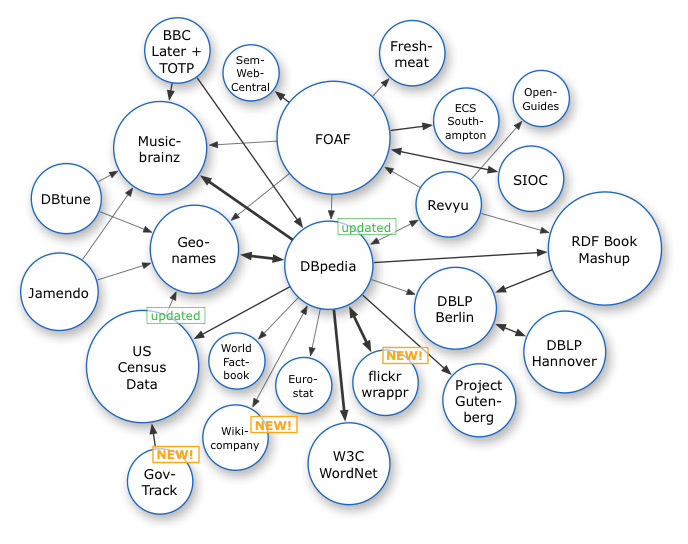 BBC
Later +
TOTP
Sem-
Web-
Central
Fresh-
meat
FOAF
ECS
South-
ampton
Open-
Guides
Music-
brainz
SIOC
DBtune
Revyu
updated
Geo-
names
DBpedia
RDF Book
Mashup
Jamendo
updated
DBLP
Berlin
US
Census
Data
World
Fact-
book
Euro-
stat
NEW!
flickr
wrappr
DBLP
Hannover
Project
Guten-
berg
Wiki-
company
NEW!
W3C
WordNet
NEW!
Gov-
Track